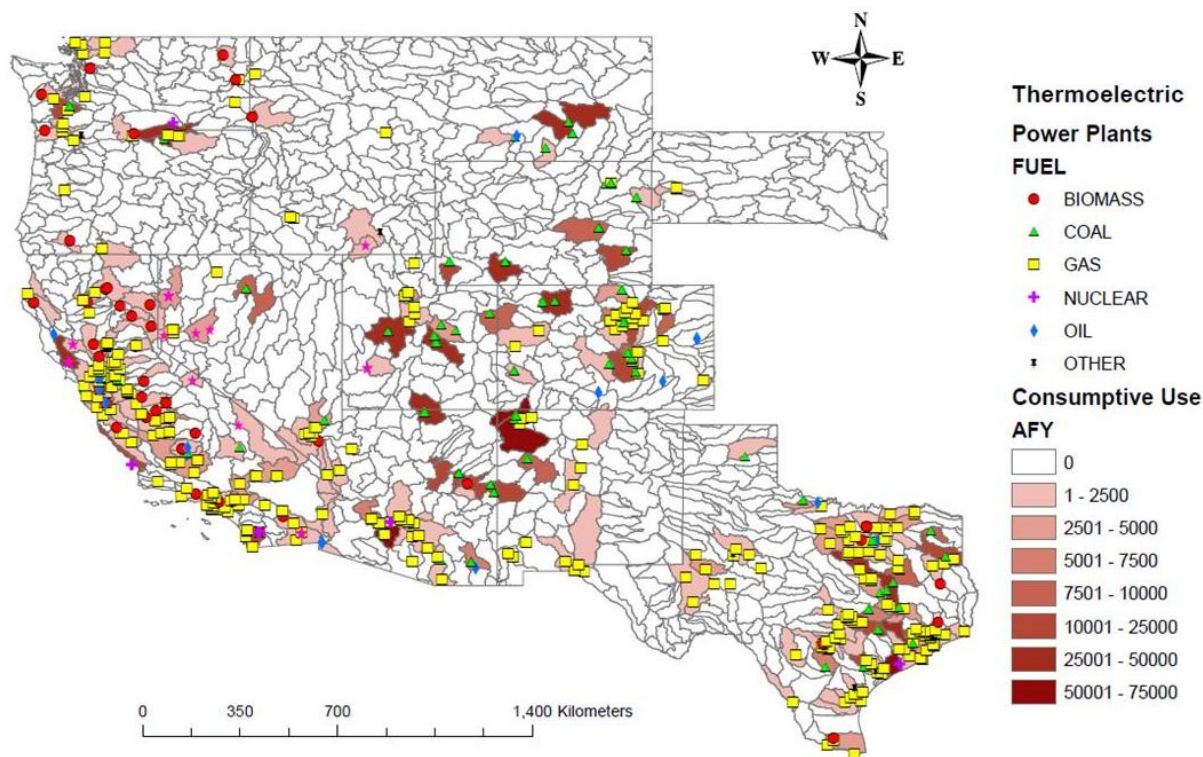 N
W E
S
Thermoelectric
Power Plants
FUEL
BIOMASS
COAL
GAS
NUCLEAR
OIL
OTHER
Consumptive Use
AFY
0
1 - 2500
2501 - 5000
5001 - 7500
7501 - 10000
10001 - 25000
25001 - 50000
50001 - 75000
0 350 700 1,400 Kilometers